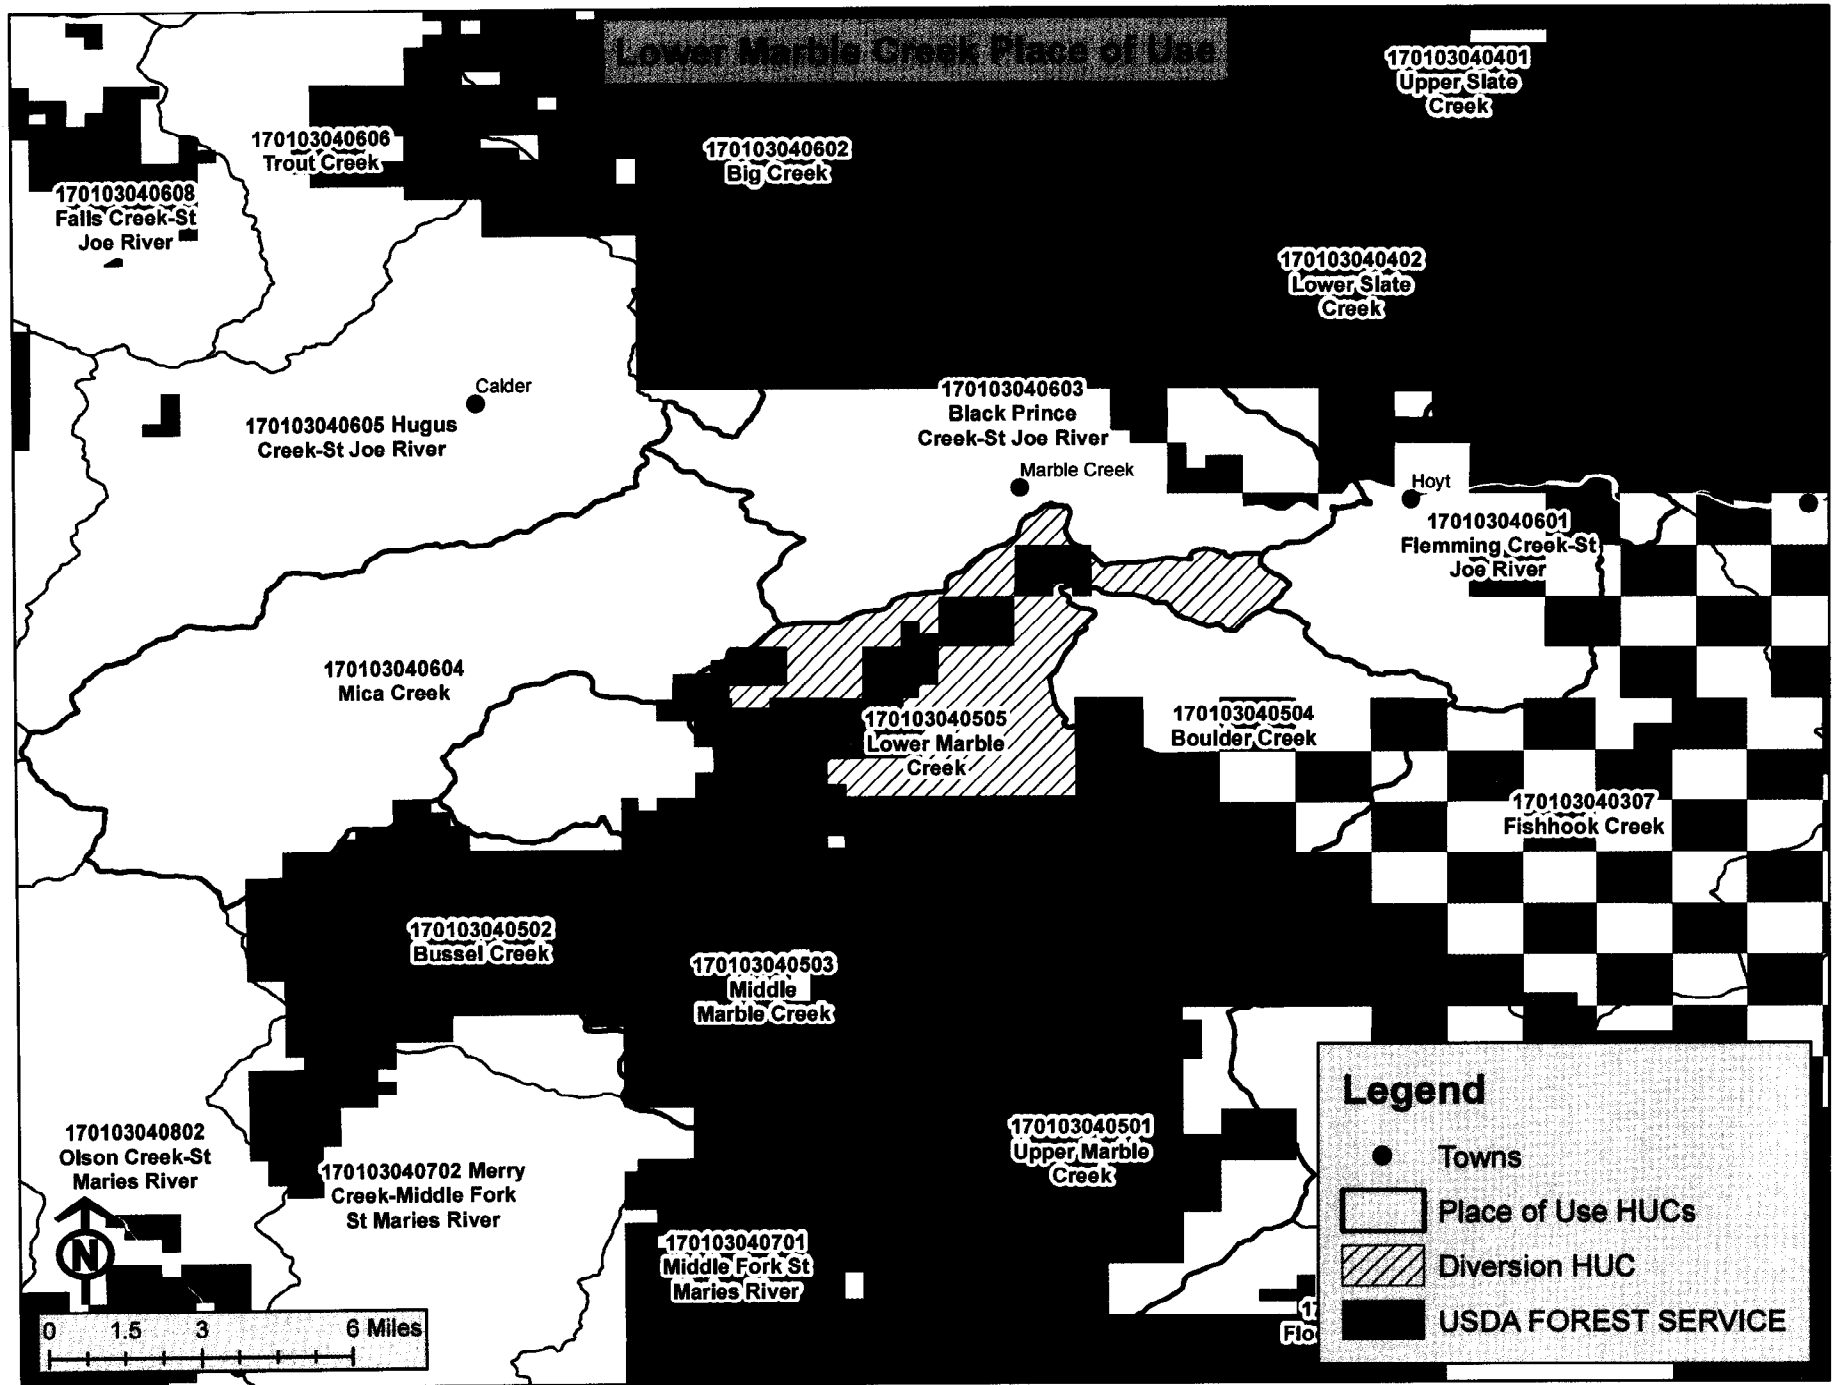 Lower Marble Creek Place of Use
170103040401
Upper Slate
Creek
170103040606
Trout Creek
170103040602
Big Creek
170103040608
Falls Creek-St
Joe River
170103040402
Lower Slate
Creek
Calder
170103040605 Hugus
Creek-St Joe River
170103040603
Black Prince
Creek-St Joe River
Marble Creek
Hoyt
170103040601
Flemming Creek-St
Joe River
170103040604
Mica Creek
170103040505
Lower Marble
Creek
170103040504
Boulder Creek
170103040307
Fishhook Creek
170103040502
Bussel Creek
170103040503
Middle
Marble Creek
170103040802
Olson Creek-St
Maries River
170103040702 Merry
Creek-Middle Fork
St Maries River
170103040501
Upper Marble
Creek
170103040701
Middle Fork St
Maries River
17
Flo
N
0 1.5 3 6 Miles
Legend
Towns
Place of Use HUCs
Diversion HUC
USDA FOREST SERVICE